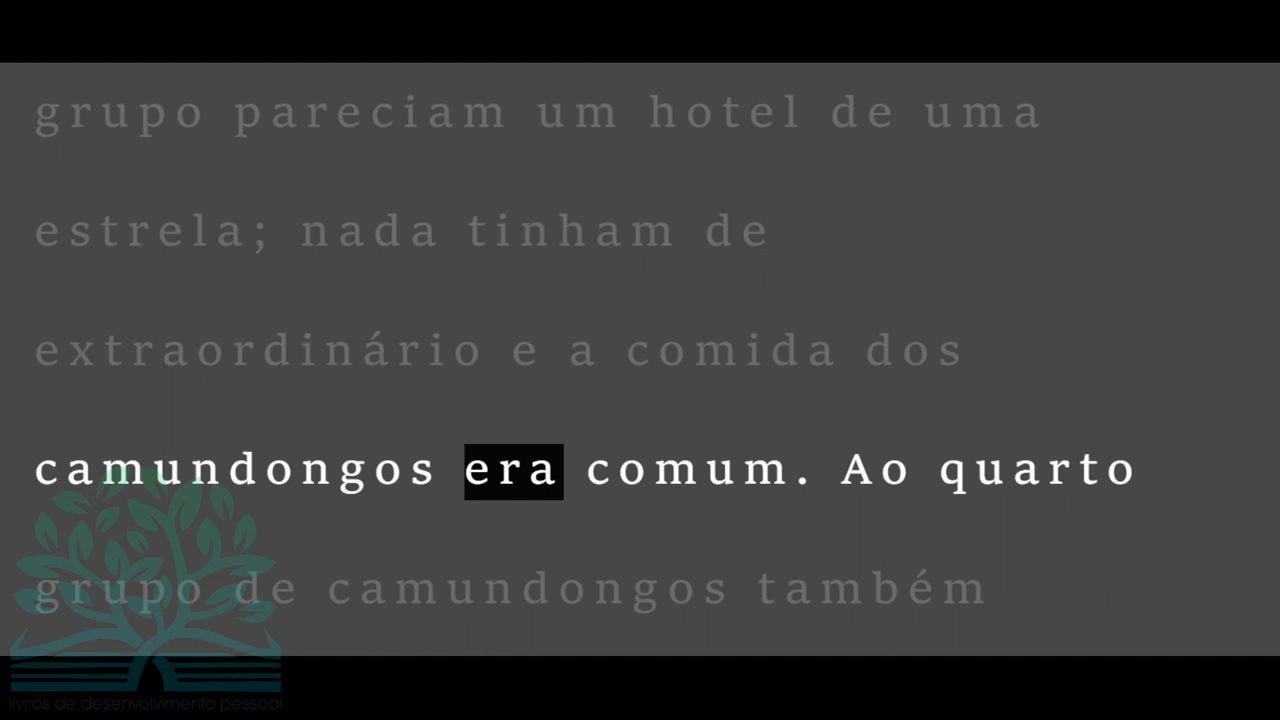 grupo pareciam um hotel de uma
estrela; nada tinham de
extraordinário e a comida dos
camundongos era comum. Ao quarto
grupo de camundongos também
livros de desenvolvimento pessoal